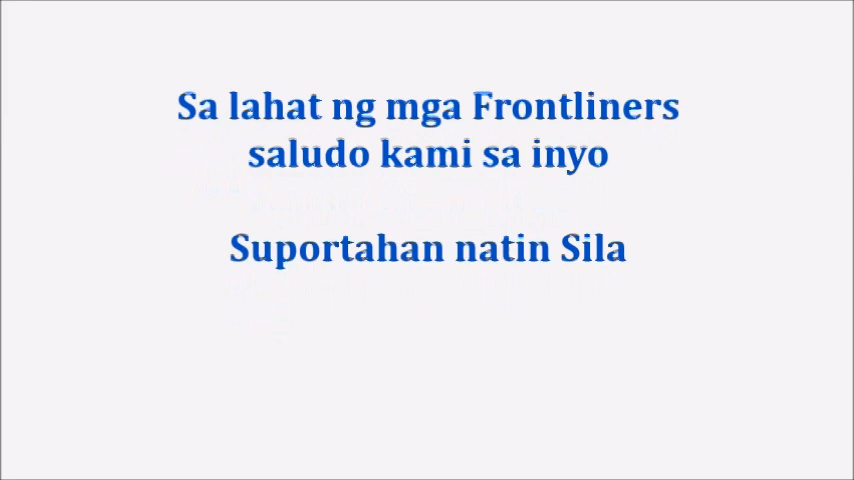 Sa lahat ng mga Frontliners
saludo kami sa inyo
Suportahan natin Sila